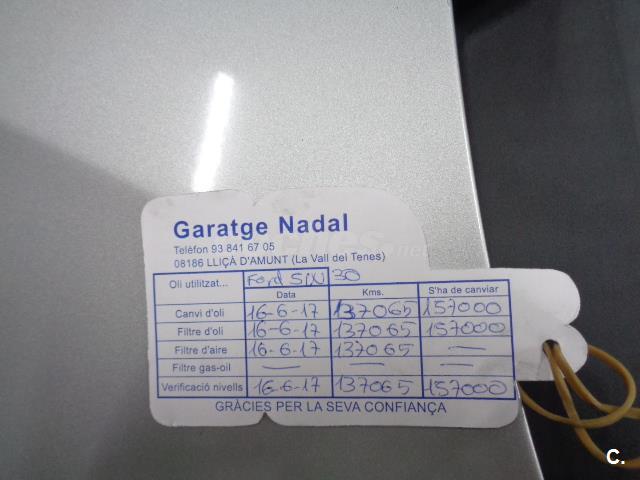 Garatge Nadal
Telèfon 93 841 67 05
08186 LLIÇÀ D'AMUNT (La Vall del Tenes)
Oli utilitzat... Ford 5W 30
Data Kms. S'ha de canviar
Canvi d'oli 16-6-17 137065 157000
Filtre d'oli 16-6-17 137065 157000
Filtre d'aire 16-6-17 137065 —
Filtre gas-oil — — —
Verificació nivells 16-6-17 137065 157000
GRÀCIES PER LA SEVA CONFIANÇA
C.